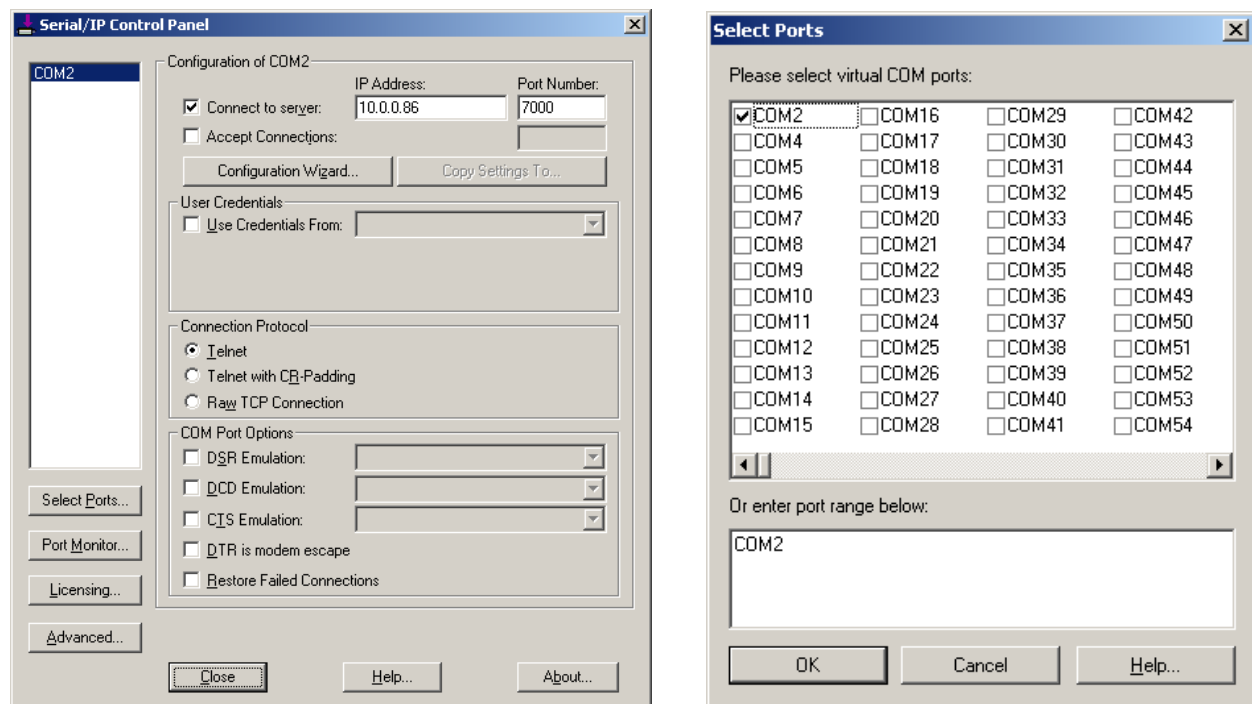 Serial/IP Control Panel
COM2
Configuration of COM2
IP Address: Port Number:
Connect to server: 10.0.0.86 7000
Accept Connections:
Configuration Wizard... Copy Settings To...
User Credentials
Use Credentials From:
Connection Protocol
Telnet
Telnet with CR-Padding
Raw TCP Connection
COM Port Options
DSR Emulation:
DCD Emulation:
CTS Emulation:
DTR is modem escape
Restore Failed Connections
Select Ports...
Port Monitor...
Licensing...
Advanced...
Close Help... About...
Select Ports
Please select virtual COM ports:
COM2 COM16 COM29 COM42
COM4 COM17 COM30 COM43
COM5 COM18 COM31 COM44
COM6 COM19 COM32 COM45
COM7 COM20 COM33 COM46
COM8 COM21 COM34 COM47
COM9 COM22 COM35 COM48
COM10 COM23 COM36 COM49
COM11 COM24 COM37 COM50
COM12 COM25 COM38 COM51
COM13 COM26 COM39 COM52
COM14 COM27 COM40 COM53
COM15 COM28 COM41 COM54
Or enter port range below:
COM2
OK Cancel Help...